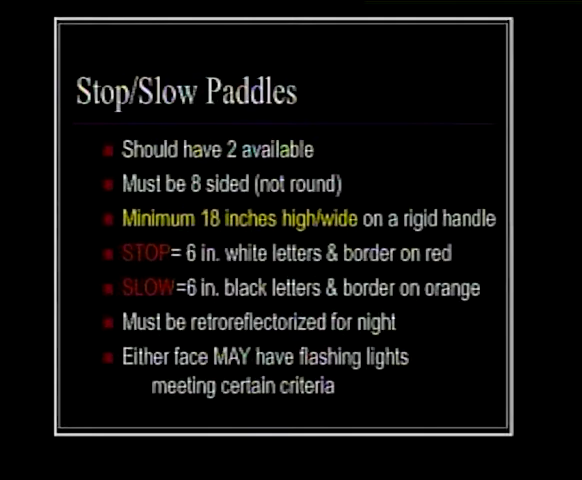 Stop/Slow Paddles
Should have 2 available
Must be 8 sided (not round)
Minimum 18 inches high/wide on a rigid handle
STOP= 6 in. white letters & border on red
SLOW=6 in. black letters & border on orange
Must be retroreflectorized for night
Either face MAY have flashing lights
meeting certain criteria